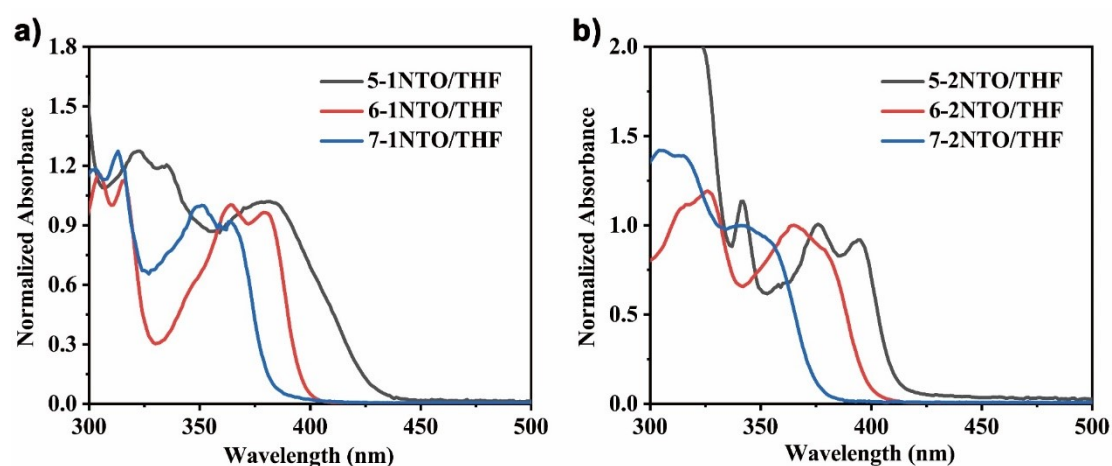 a)
1.8
1.5
1.2
0.9
0.6
0.3
0.0
Normalized Absorbance
5-1NTO/THF
6-1NTO/THF
7-1NTO/THF
300 350 400 450 500
Wavelength (nm)
b)
2.0
1.5
1.0
0.5
0.0
Normalized Absorbance
5-2NTO/THF
6-2NTO/THF
7-2NTO/THF
300 350 400 450 500
Wavelength (nm)